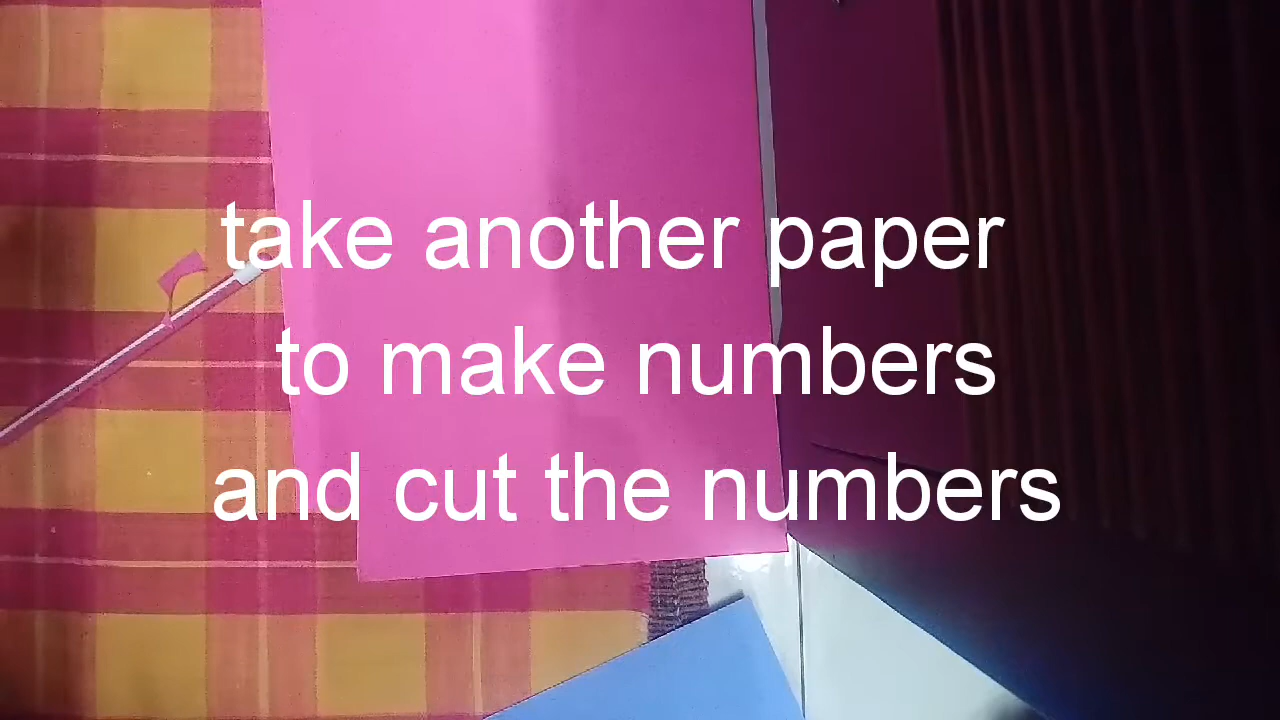 take another paper
to make numbers
and cut the numbers